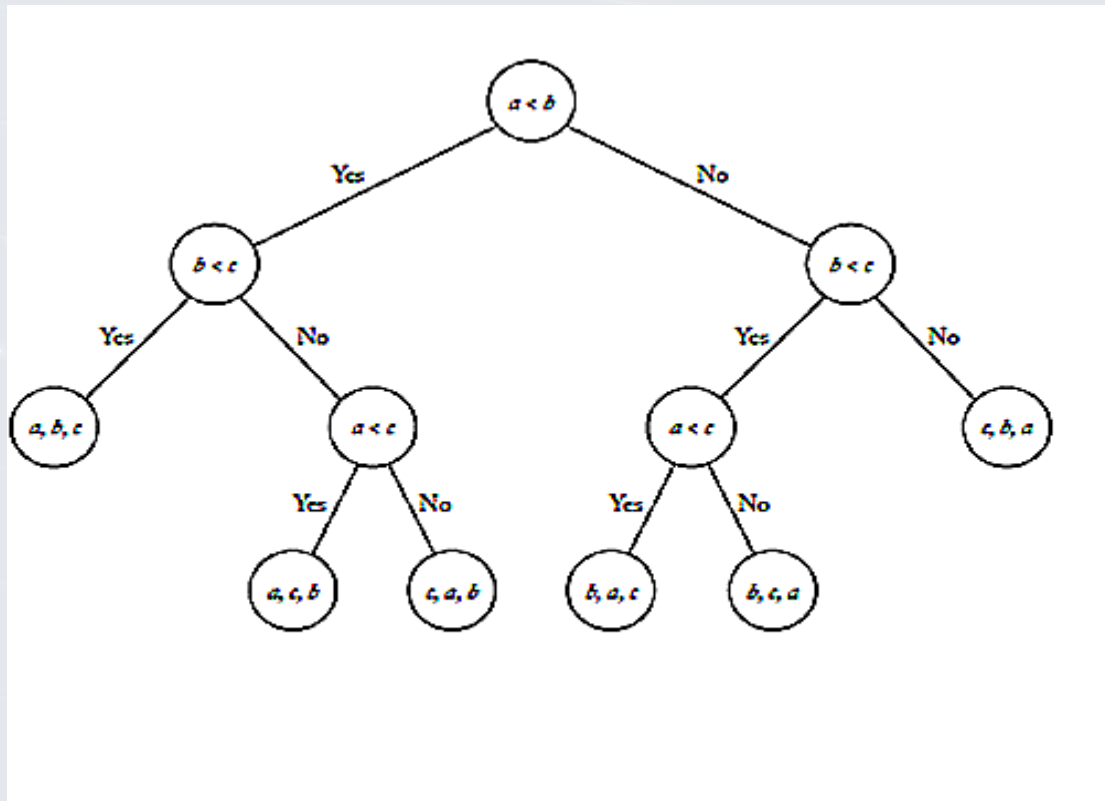 a < b
Yes No
b < c b < c
Yes No Yes No
a, b, c a < c a < c c, b, a
Yes No Yes No
a, c, b c, a, b b, a, c b, c, a